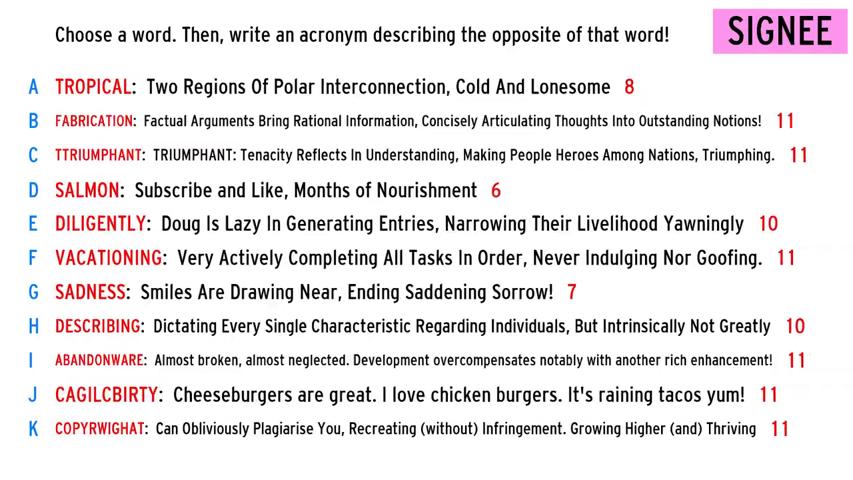 Choose a word. Then, write an acronym describing the opposite of that word!
SIGNEE
A TROPICAL: Two Regions Of Polar Interconnection, Cold And Lonesome 8
B FABRICATION: Factual Arguments Bring Rational Information, Concisely Articulating Thoughts Into Outstanding Notions! 11
C TTRIUMPHANT: TRIUMPHANT: Tenacity Reflects In Understanding, Making People Heroes Among Nations, Triumphing. 11
D SALMON: Subscribe and Like, Months of Nourishment 6
E DILIGENTLY: Doug Is Lazy In Generating Entries, Narrowing Their Livelihood Yawningly 10
F VACATIONING: Very Actively Completing All Tasks In Order, Never Indulging Nor Goofing. 11
G SADNESS: Smiles Are Drawing Near, Ending Saddening Sorrow! 7
H DESCRIBING: Dictating Every Single Characteristic Regarding Individuals, But Intrinsically Not Greatly 10
I ABANDONWARE: Almost broken, almost neglected. Development overcompensates notably with another rich enhancement! 11
J CAGILCBIRTY: Cheeseburgers are great. I love chicken burgers. It's raining tacos yum! 11
K COPYRWIGHAT: Can Obliviously Plagiarise You, Recreating (without) Infringement. Growing Higher (and) Thriving 11